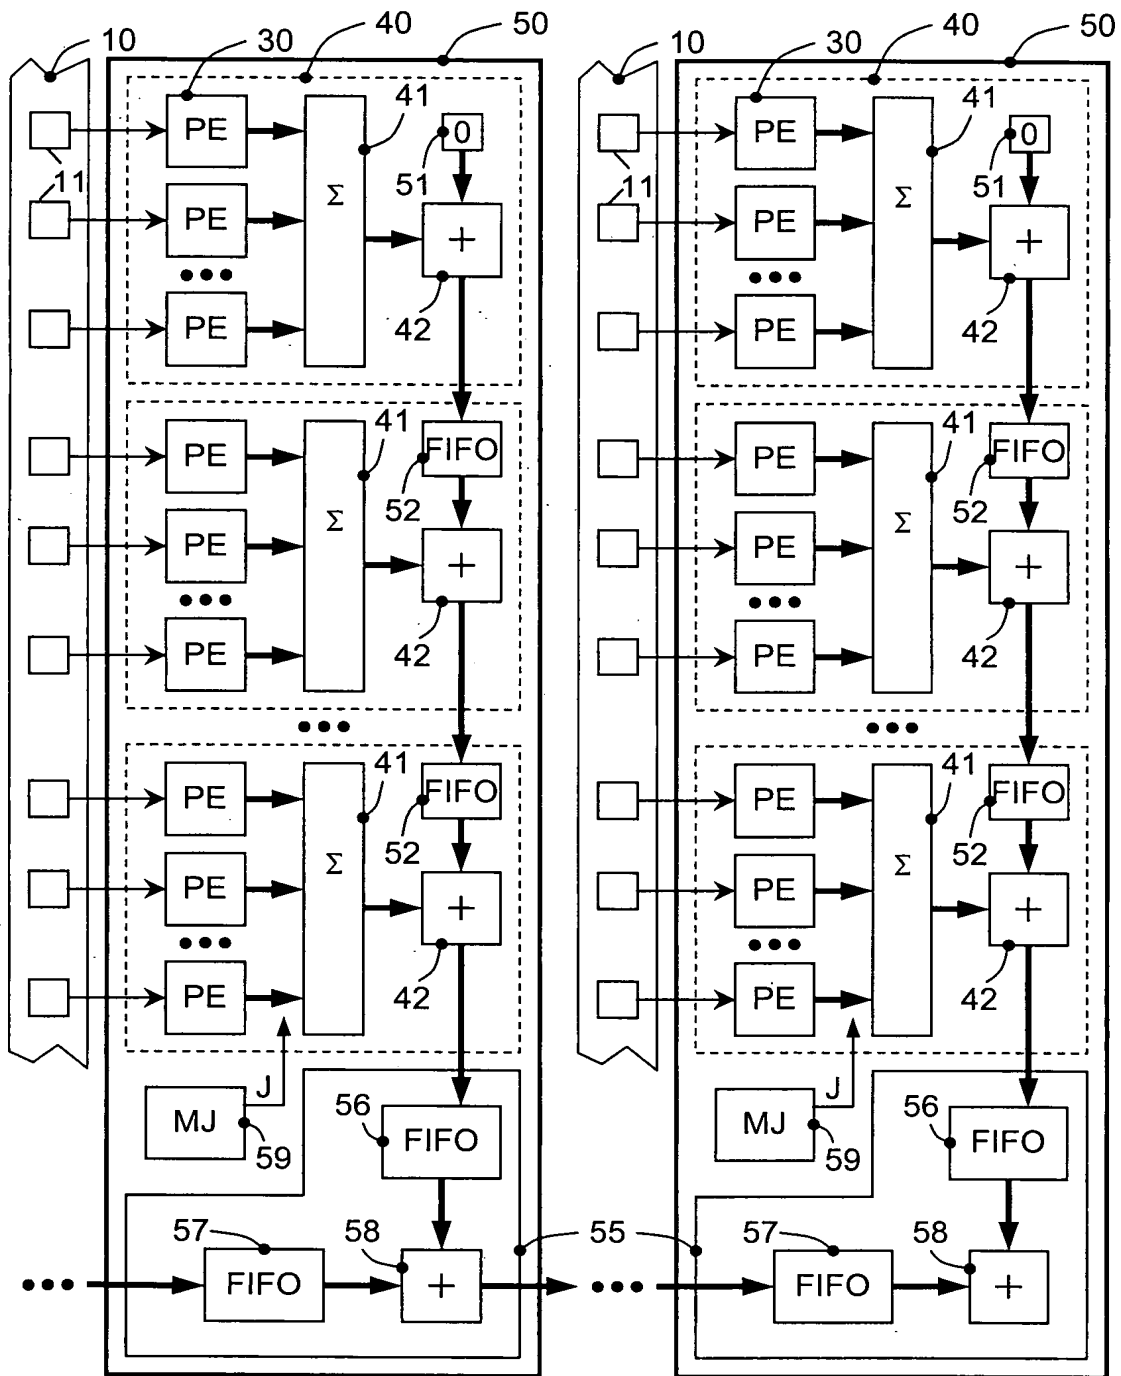 10 30 40 50 10 30 40 50
PE 41 0 PE 41 0
11 Σ 51 11 Σ 51
PE + PE +
●●● ●●●
PE 42 PE 42
PE 41 FIFO PE 41 FIFO
Σ 52 Σ 52
PE + PE +
●●● ●●●
PE 42 PE 42
●●● ●●●
PE 41 FIFO PE 41 FIFO
Σ 52 Σ 52
PE + PE +
●●● ●●●
PE 42 PE 42
J 56 J 56
MJ FIFO MJ FIFO
59 59
57 58 55 57 58
●●● FIFO + ●●● FIFO +